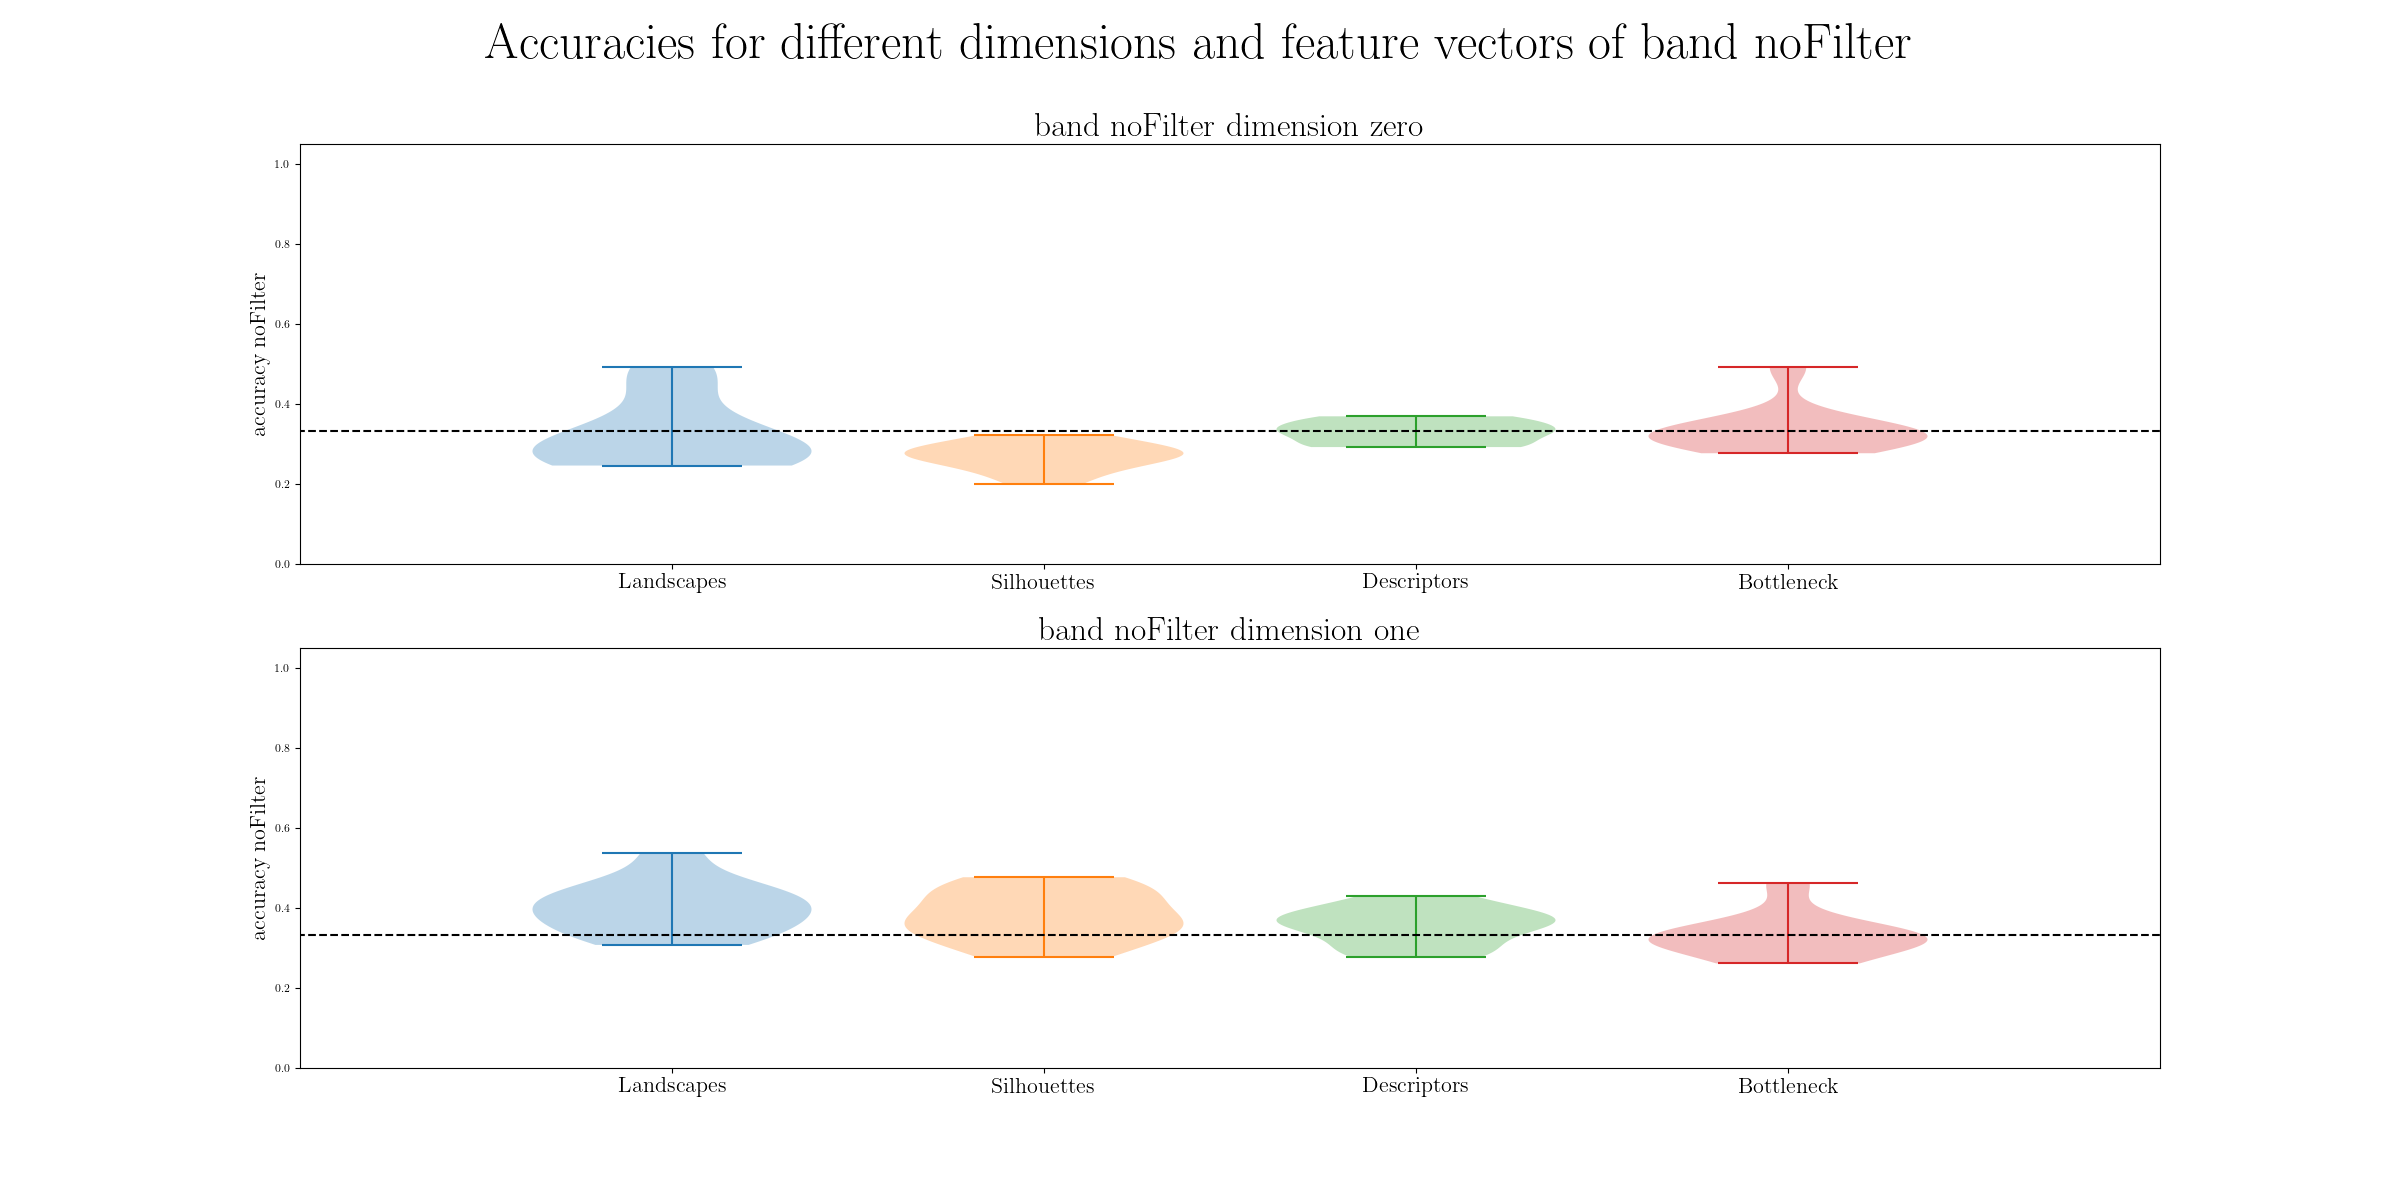 Accuracies for different dimensions and feature vectors of band noFilter
band noFilter dimension zero
accuracy noFilter
1.0
0.8
0.6
0.4
0.2
0.0
Landscapes Silhouettes Descriptors Bottleneck
band noFilter dimension one
accuracy noFilter
1.0
0.8
0.6
0.4
0.2
0.0
Landscapes Silhouettes Descriptors Bottleneck